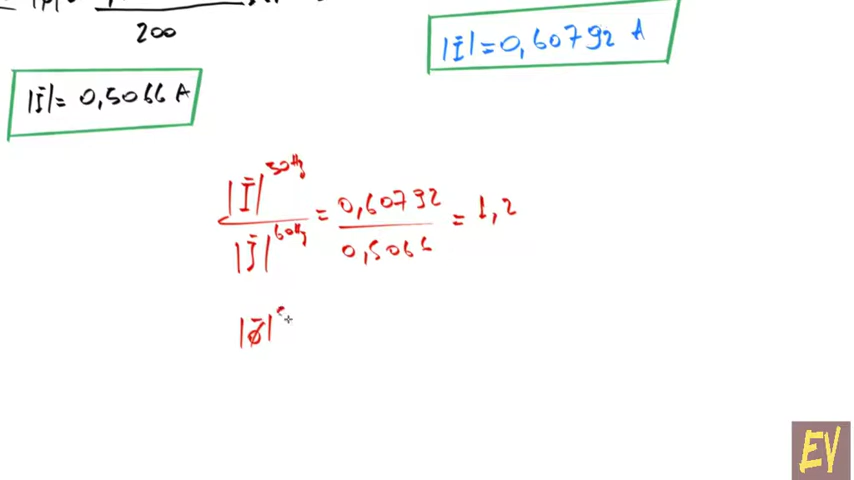 200
|Ī| = 0,60792 A
|Ī| = 0,5066 A
|Ī|^50Hz / |Ī|^60Hz = 0,60792 / 0,5066 = 1,2
|ø̄|
EV